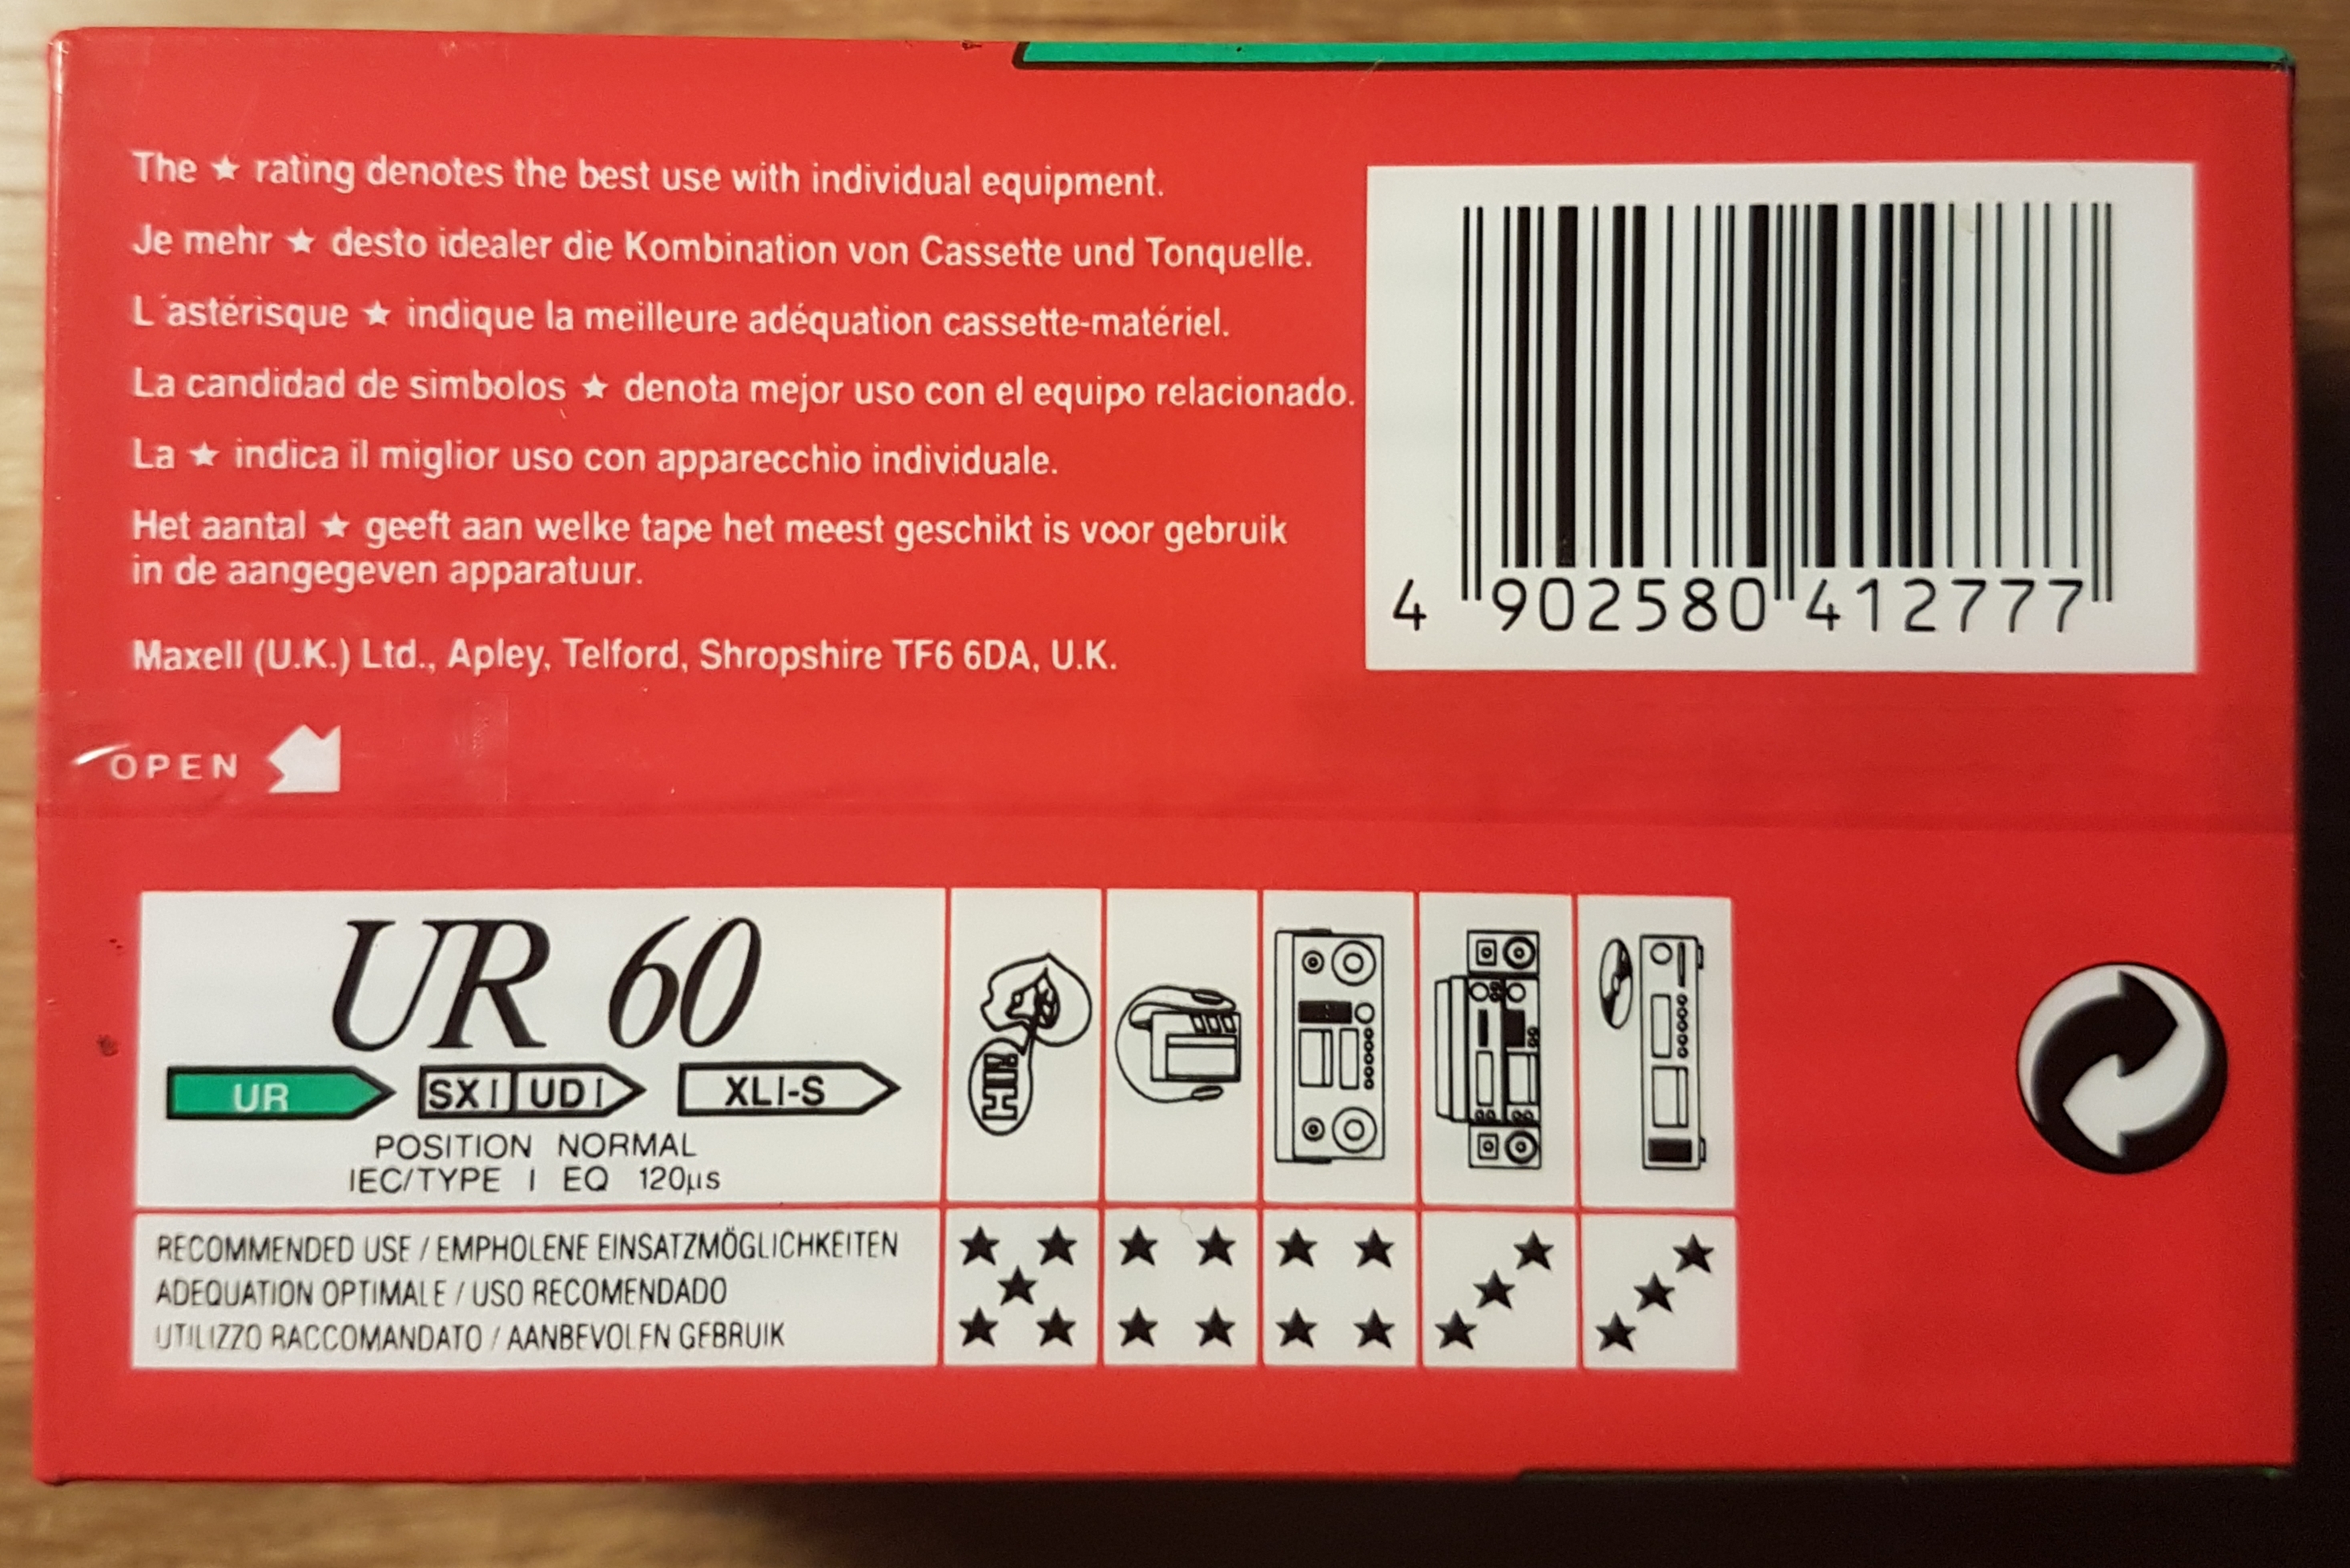 The ★ rating denotes the best use with individual equipment.
Je mehr ★ desto idealer die Kombination von Cassette und Tonquelle.
L´astérisque ★ indique la meilleure adéquation cassette-matériel.
La candidad de simbolos ★ denota mejor uso con el equipo relacionado.
La ★ indica il miglior uso con apparecchio individuale.
Het aantal ★ geeft aan welke tape het meest geschikt is voor gebruik
in de aangegeven apparatuur.
Maxell (U.K.) Ltd., Apley, Telford, Shropshire TF6 6DA, U.K.
4 902580 412777
OPEN
UR 60
UR SX I UD I XLI-S
POSITION NORMAL
IEC/TYPE I EQ 120µs
RECOMMENDED USE / EMPHOLENE EINSATZMÖGLICHKEITEN
ADEQUATION OPTIMALE / USO RECOMENDADO
UTILIZZO RACCOMANDATO / AANBEVOLEN GEBRUIK